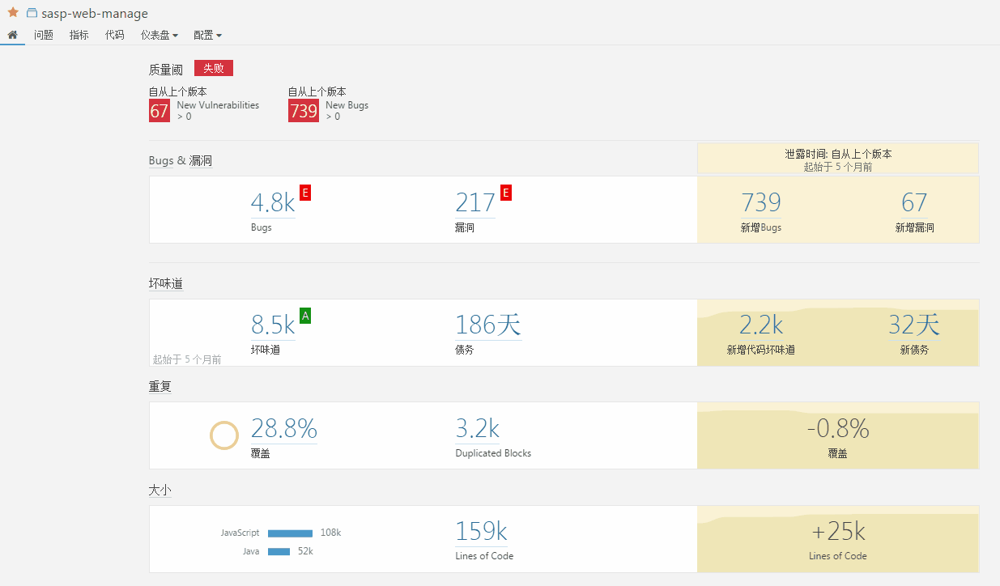 sasp-web-manage
问题 指标 代码 仪表盘 配置
质量阈 失败
自从上个版本 自从上个版本
67 New Vulnerabilities 739 New Bugs
> 0 > 0
Bugs & 漏洞 泄露时间: 自从上个版本
起始于 5 个月前
4.8k E 217 E 739 67
Bugs 漏洞 新增Bugs 新增漏洞
坏味道
8.5k A 186天 2.2k 32天
坏味道 债务 新增代码坏味道 新债务
起始于 5 个月前
重复
28.8% 3.2k -0.8%
覆盖 Duplicated Blocks 覆盖
大小
JavaScript 108k 159k +25k
Java 52k Lines of Code Lines of Code